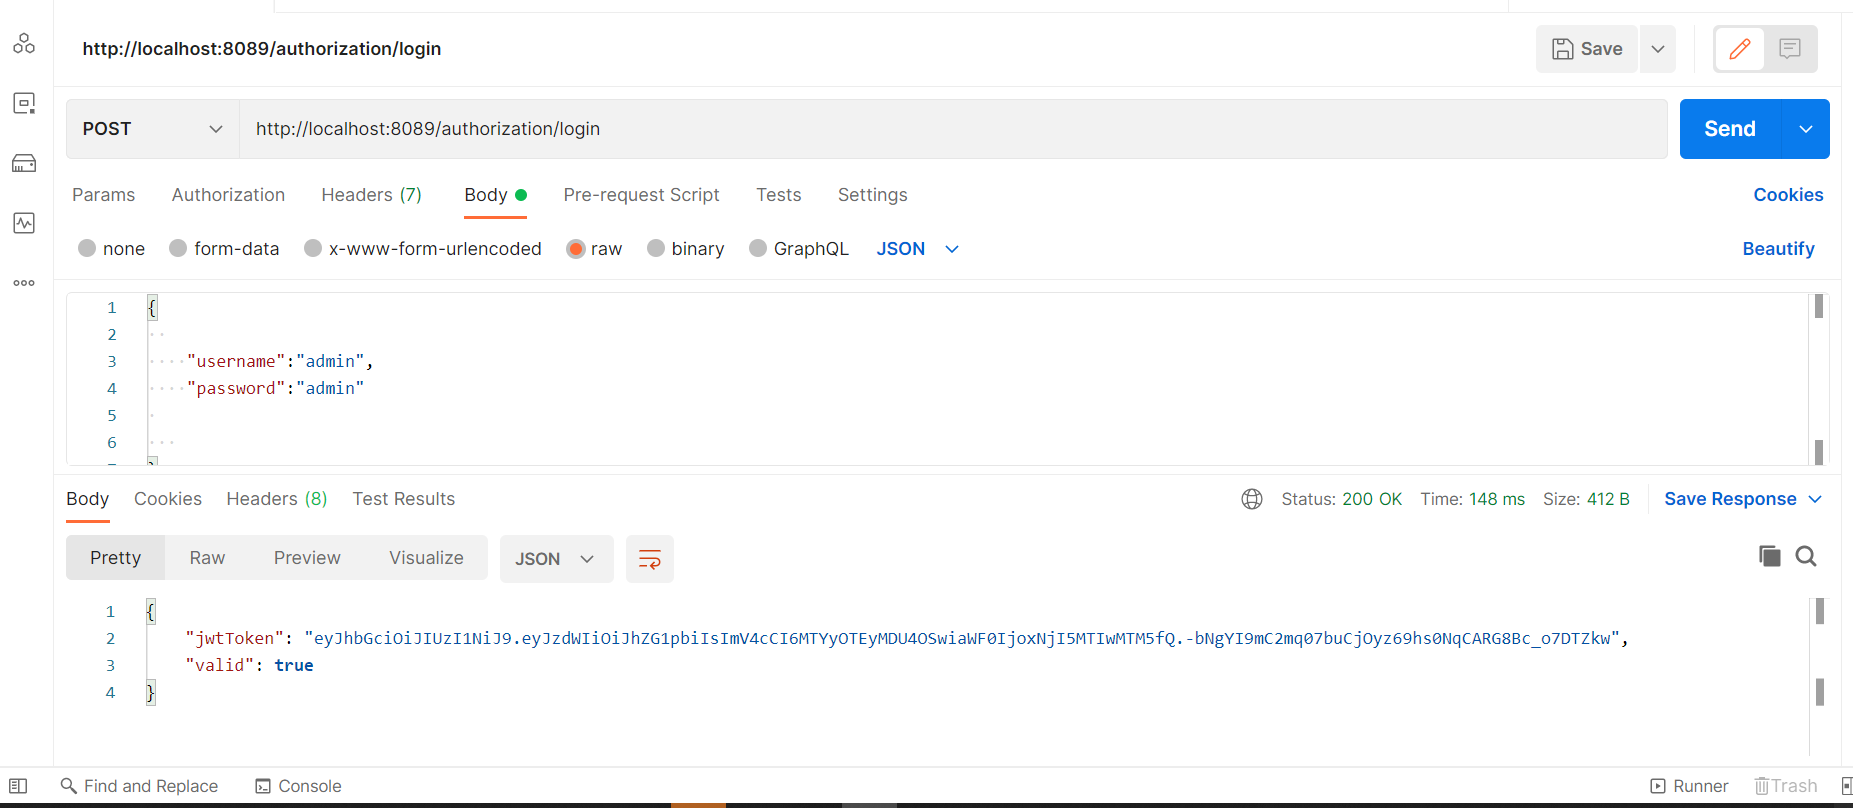 http://localhost:8089/authorization/login
Save
POST
http://localhost:8089/authorization/login
Send
Params Authorization Headers (7) Body Pre-request Script Tests Settings Cookies
none form-data x-www-form-urlencoded raw binary GraphQL JSON Beautify
1 {
2
3 "username":"admin",
4 "password":"admin"
5
6
Body Cookies Headers (8) Test Results Status: 200 OK Time: 148 ms Size: 412 B Save Response
Pretty Raw Preview Visualize JSON
1 {
2 "jwtToken": "eyJhbGciOiJIUzI1NiJ9.eyJzdWIiOiJhZG1pbiIsImV4cCI6MTYyOTEyMDU4OSwiaWF0IjoxNjI5MTIwMTM5fQ.-bNgYI9mC2mq07buCjOyz69hs0NqCARG8Bc_o7DTZkw",
3 "valid": true
4 }
Find and Replace Console Runner Trash